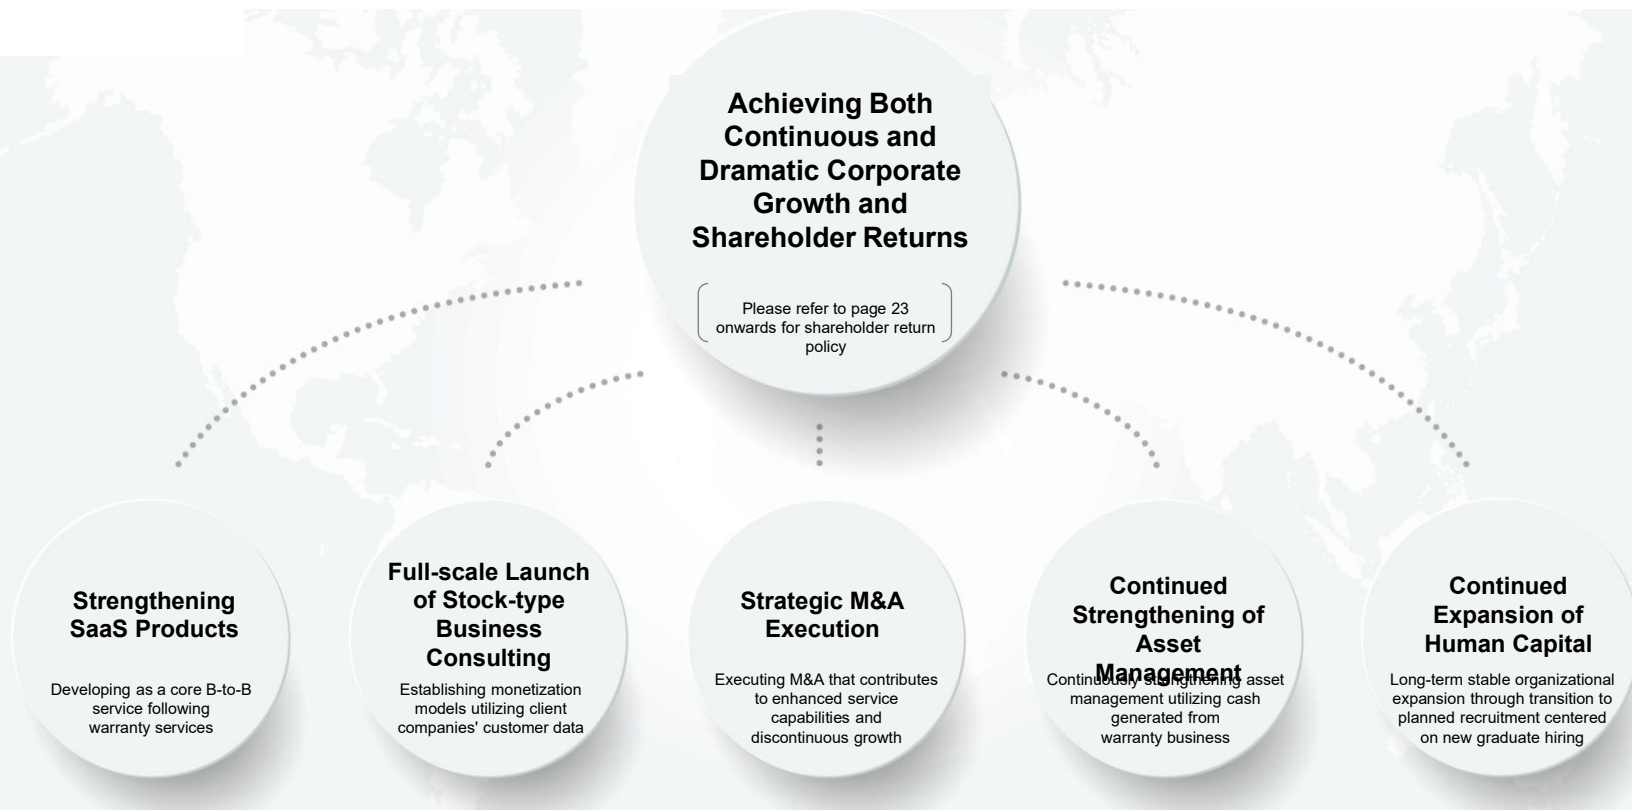 Achieving Both
Continuous and
Dramatic Corporate
Growth and
Shareholder Returns
Please refer to page 23
onwards for shareholder return
policy
Strengthening
SaaS Products
Developing as a core B-to-B
service following
warranty services
Full-scale Launch
of Stock-type
Business
Consulting
Establishing monetization
models utilizing client
companies' customer data
Strategic M&A
Execution
Executing M&A that contributes
to enhanced service
capabilities and
discontinuous growth
Continued
Strengthening of
Asset
Management
Continuously strengthening asset
management utilizing cash
generated from
warranty business
Continued
Expansion of
Human Capital
Long-term stable organizational
expansion through transition to
planned recruitment centered
on new graduate hiring